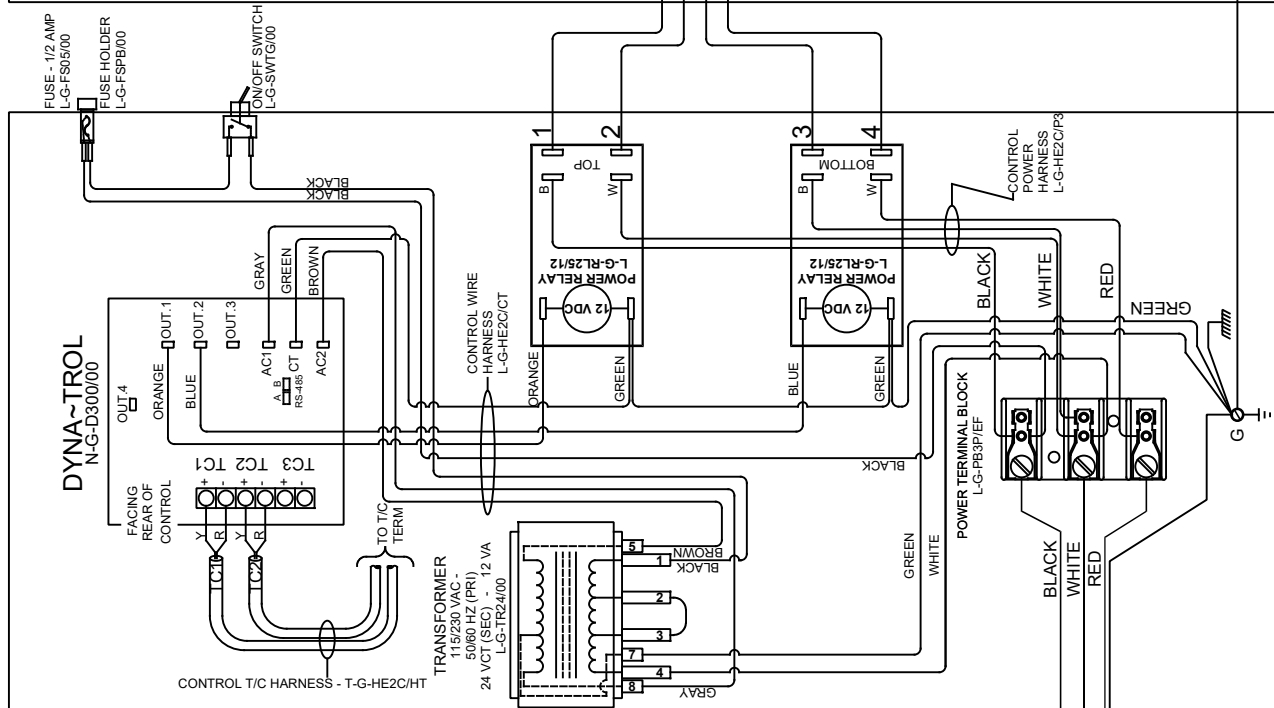 FUSE - 1/2 AMP
L-G-FS05/00
FUSE HOLDER
L-G-FSPB/00
ON/OFF SWITCH
L-G-SWTG/00
BLACK
BLACK
DYNA~TROL
N-G-D300/00
OUT.4
OUT.1
OUT.2
OUT.3
ORANGE
BLUE
AC1
CT
AC2
A B
RS-485
GRAY
GREEN
BROWN
TC1
TC2
TC3
+
-
+
-
+
-
FACING
REAR OF
CONTROL
Y
R
Y
R
C1
C2
TO T/C
TERM
CONTROL T/C HARNESS - T-G-HE2C/HT
CONTROL WIRE
HARNESS
L-G-HE2C/CT
1
2
TOP
B
W
POWER RELAY
L-G-RL25/12
12 VDC
ORANGE
GREEN
3
4
BOTTOM
B
W
POWER RELAY
L-G-RL25/12
12 VDC
BLUE
GREEN
CONTROL
POWER
HARNESS
L-G-HE2C/P3
BLACK
WHITE
RED
GREEN
BLACK
TRANSFORMER
115/230 VAC -
50/60 HZ (PRI)
24 VCT (SEC) - 12 VA
L-G-TR24/00
5
1
2
3
7
4
8
BROWN
BLACK
GRAY
GREEN
WHITE
POWER TERMINAL BLOCK
L-G-PB3P/EF
BLACK
WHITE
RED
G